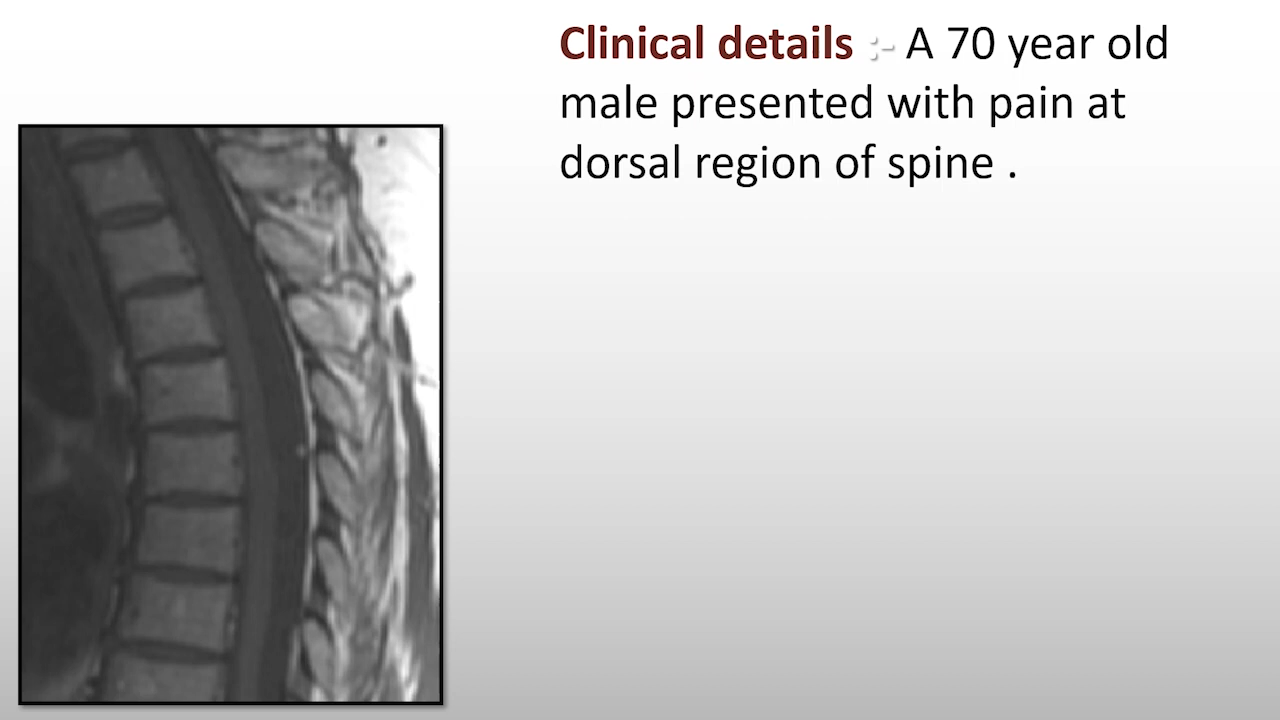 Clinical details :- A 70 year old
male presented with pain at
dorsal region of spine .